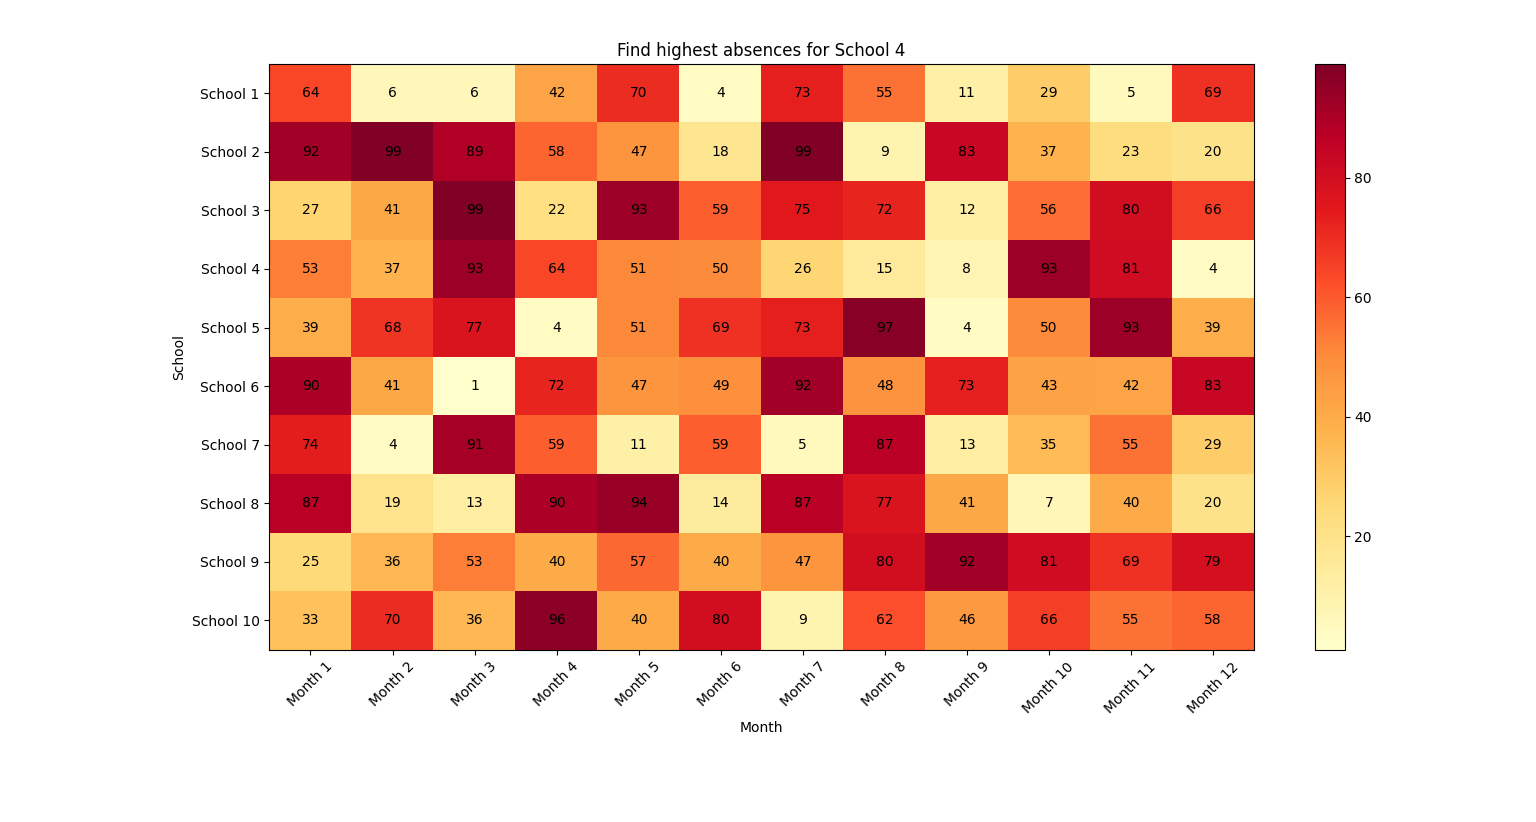 Find highest absences for School 4
School 1 64 6 6 42 70 4 73 55 11 29 5 69
School 2 92 99 89 58 47 18 99 9 83 37 23 20
School 3 27 41 99 22 93 59 75 72 12 56 80 66
School 4 53 37 93 64 51 50 26 15 8 93 81 4
School 5 39 68 77 4 51 69 73 97 4 50 93 39
School 6 90 41 1 72 47 49 92 48 73 43 42 83
School 7 74 4 91 59 11 59 5 87 13 35 55 29
School 8 87 19 13 90 94 14 87 77 41 7 40 20
School 9 25 36 53 40 57 40 47 80 92 81 69 79
School 10 33 70 36 96 40 80 9 62 46 66 55 58
Month 1 Month 2 Month 3 Month 4 Month 5 Month 6 Month 7 Month 8 Month 9 Month 10 Month 11 Month 12
Month
School
80
60
40
20